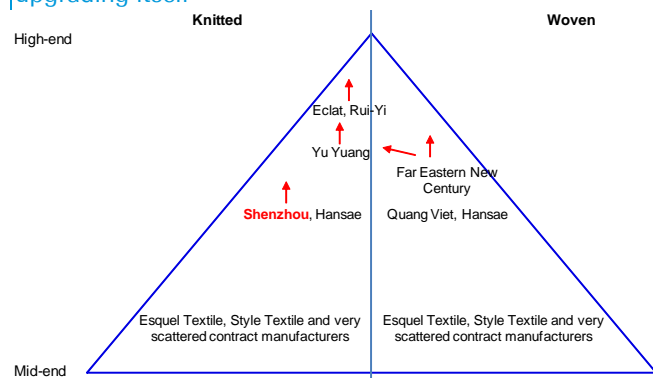 upgrading itself
Knitted Woven
High-end
Eclat, Rui-Yi
Yu Yuang
Far Eastern New
Century
Shenzhou, Hansae Quang Viet, Hansae
Esquel Textile, Style Textile and very
scattered contract manufacturers
Esquel Textile, Style Textile and very
scattered contract manufacturers
Mid-end